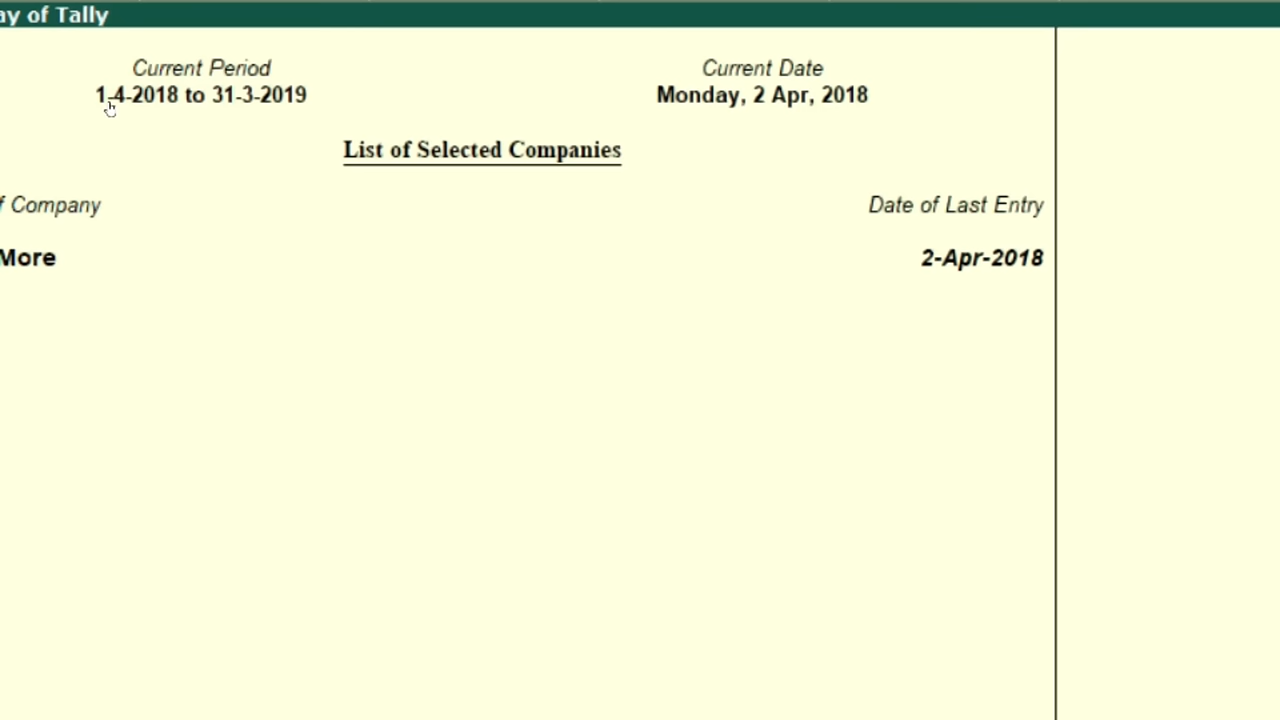 ay of Tally
Current Period
Current Date
1-4-2018 to 31-3-2019
Monday, 2 Apr, 2018
List of Selected Companies
f Company
Date of Last Entry
More
2-Apr-2018